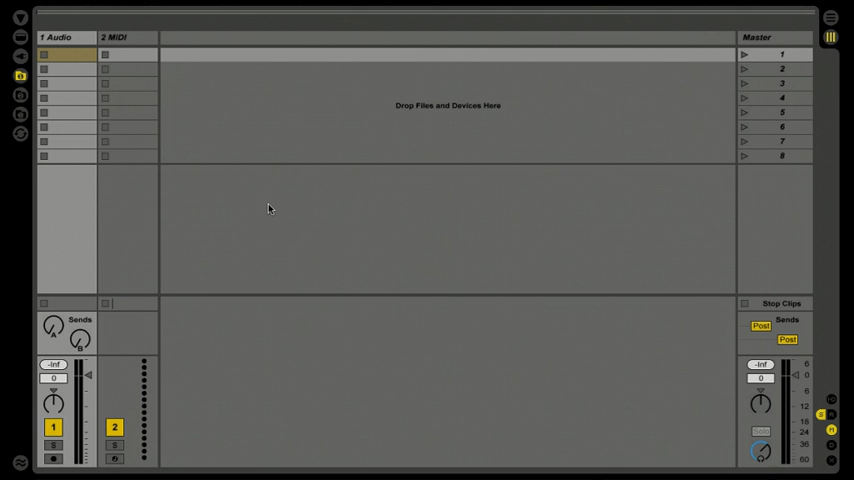 1 Audio
2 MIDI
Master
1
2
3
4
5
6
7
8
Drop Files and Devices Here
Stop Clips
Sends
A
B
Sends
Post
Post
-Inf
0
1
S
2
S
-Inf
0
Solo
6
0
6
12
18
24
36
60
S
R
M
D